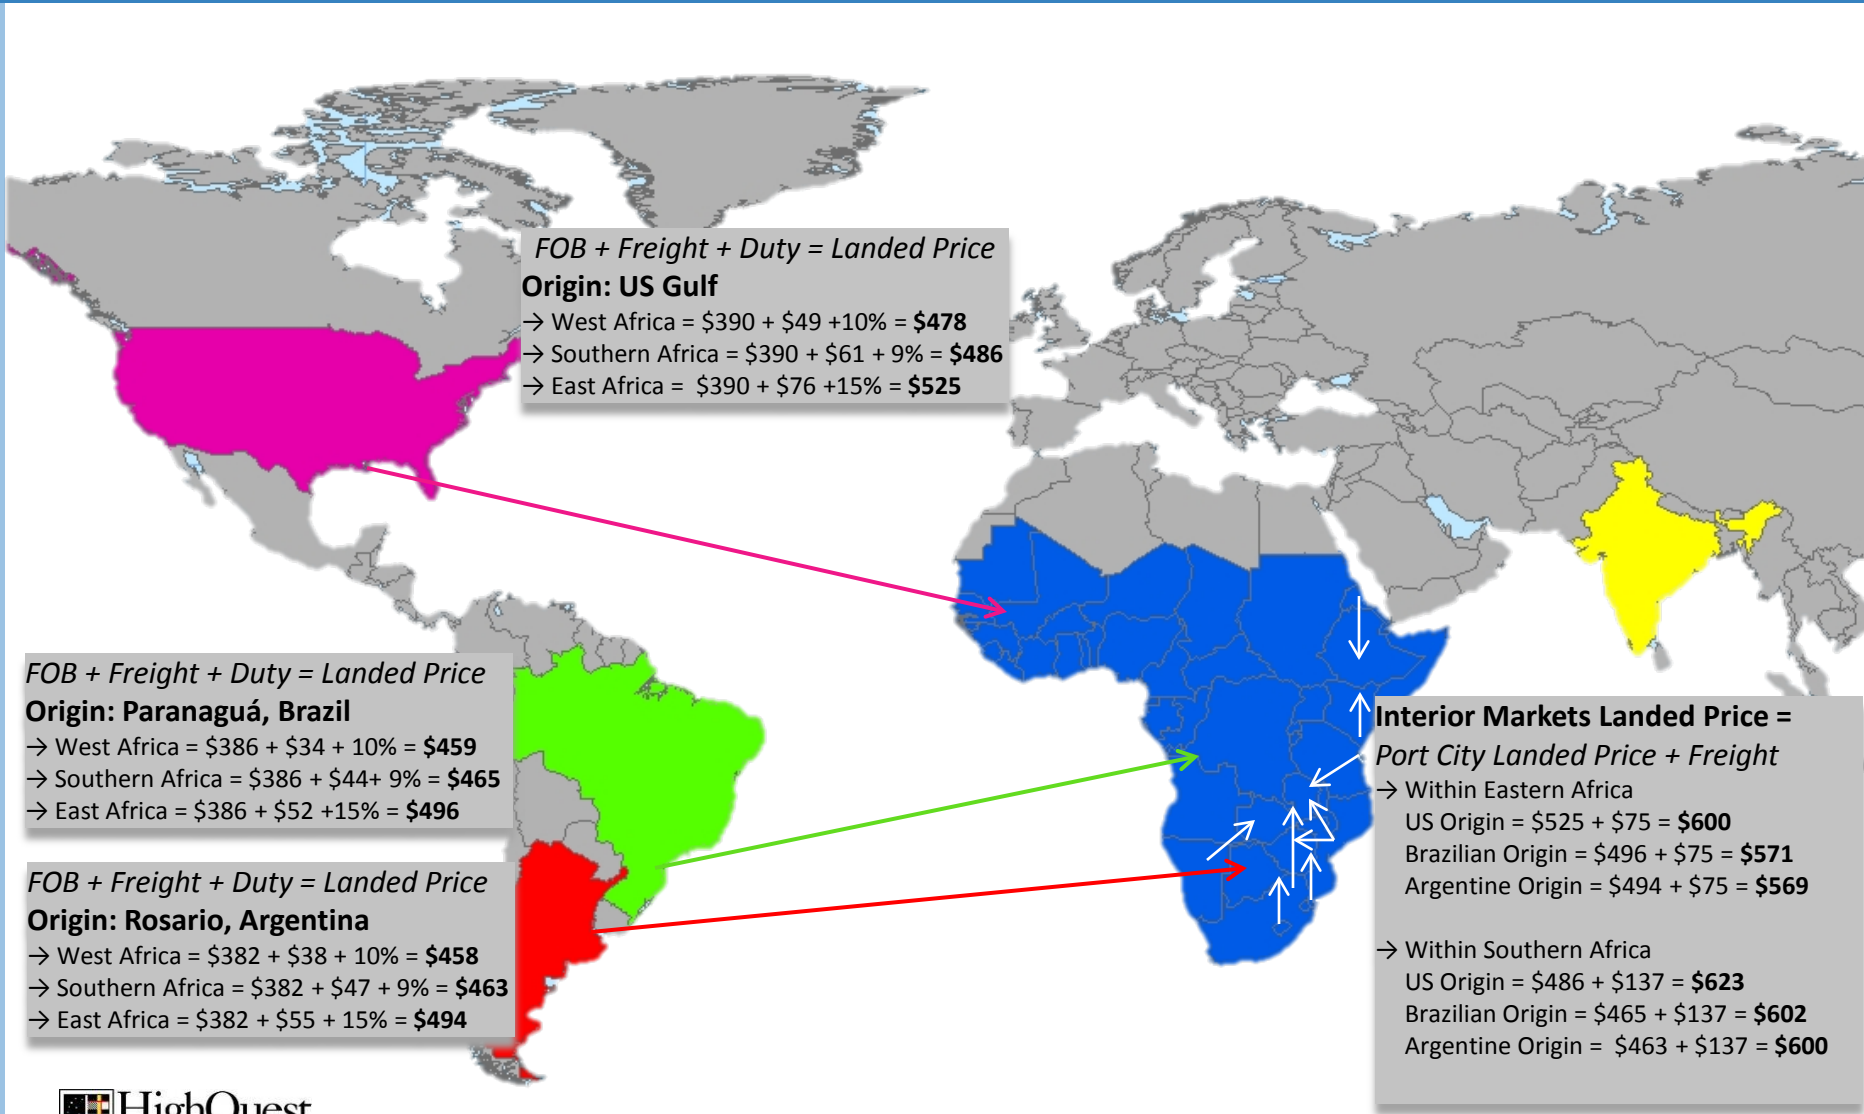 FOB + Freight + Duty = Landed Price
Origin: US Gulf
→ West Africa = $390 + $49 +10% = $478
→ Southern Africa = $390 + $61 + 9% = $486
→ East Africa =  $390 + $76 +15% = $525
FOB + Freight + Duty = Landed Price
Origin: Paranaguá, Brazil
→ West Africa = $386 + $34 + 10% = $459
→ Southern Africa = $386 + $44+ 9% = $465
→ East Africa = $386 + $52 +15% = $496
FOB + Freight + Duty = Landed Price
Origin: Rosario, Argentina
→ West Africa = $382 + $38 + 10% = $458
→ Southern Africa = $382 + $47 + 9% = $463
→ East Africa = $382 + $55 + 15% = $494
Interior Markets Landed Price =
Port City Landed Price + Freight
→ Within Eastern Africa
US Origin = $525 + $75 = $600
Brazilian Origin = $496 + $75 = $571
Argentine Origin = $494 + $75 = $569
→ Within Southern Africa
US Origin = $486 + $137 = $623
Brazilian Origin = $465 + $137 = $602
Argentine Origin =  $463 + $137 = $600
HighQuest